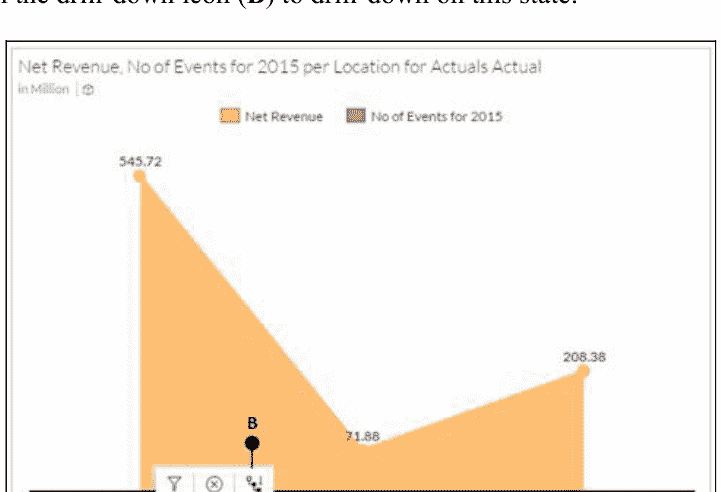 the drill-down icon (B) to drill-down on this state.
Net Revenue, No of Events for 2015 per Location for Actuals Actual
in Million
Net Revenue No of Events for 2015
545.72
208.38
B
71.88